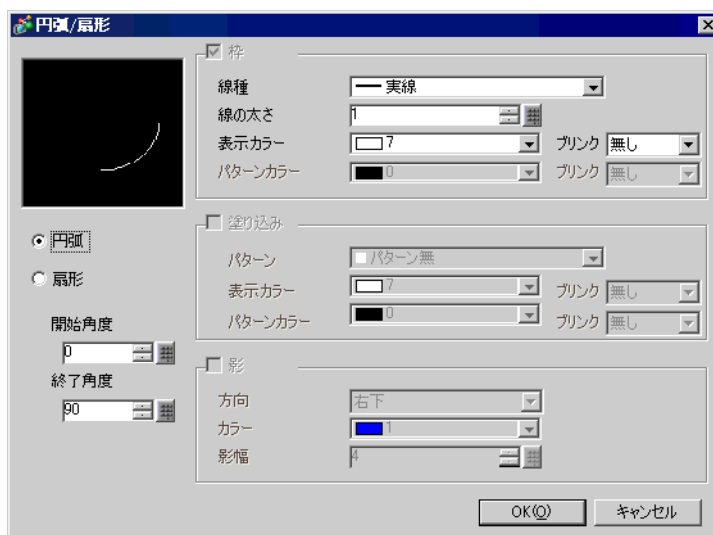 円弧/扇形
枠
線種 実線
線の太さ 1
表示カラー 7 ブリンク 無し
パターンカラー 0 ブリンク 無し
円弧
扇形
開始角度
0
終了角度
90
塗り込み
パターン パターン無
表示カラー 7 ブリンク 無し
パターンカラー 0 ブリンク 無し
影
方向 右下
カラー 1
影幅 4
OK(O) キャンセル